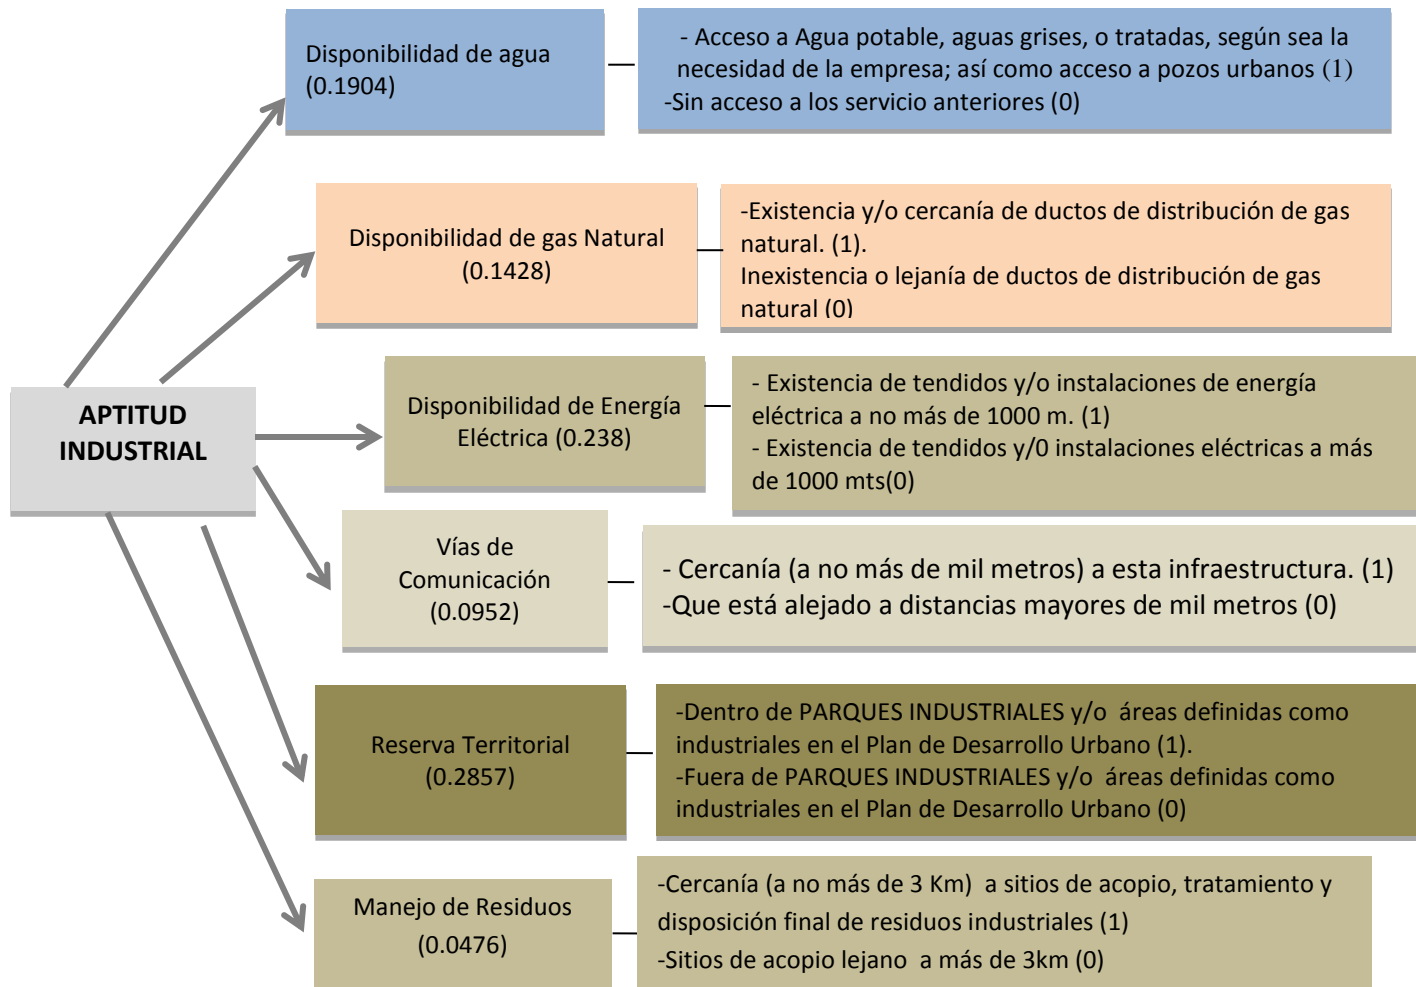 Disponibilidad de agua
(0.1904)
- Acceso a Agua potable, aguas grises, o tratadas, según sea la
necesidad de la empresa; así como acceso a pozos urbanos (1)
-Sin acceso a los servicio anteriores (0)
Disponibilidad de gas Natural
(0.1428)
-Existencia y/o cercanía de ductos de distribución de gas
natural. (1).
Inexistencia o lejanía de ductos de distribución de gas
natural (0)
APTITUD
INDUSTRIAL
Disponibilidad de Energía
Eléctrica (0.238)
- Existencia de tendidos y/o instalaciones de energía
eléctrica a no más de 1000 m. (1)
- Existencia de tendidos y/0 instalaciones eléctricas a más
de 1000 mts(0)
Vías de
Comunicación
(0.0952)
- Cercanía (a no más de mil metros) a esta infraestructura. (1)
-Que está alejado a distancias mayores de mil metros (0)
Reserva Territorial
(0.2857)
-Dentro de PARQUES INDUSTRIALES y/o áreas definidas como
industriales en el Plan de Desarrollo Urbano (1).
-Fuera de PARQUES INDUSTRIALES y/o áreas definidas como
industriales en el Plan de Desarrollo Urbano (0)
Manejo de Residuos
(0.0476)
-Cercanía (a no más de 3 Km) a sitios de acopio, tratamiento y
disposición final de residuos industriales (1)
-Sitios de acopio lejano a más de 3km (0)